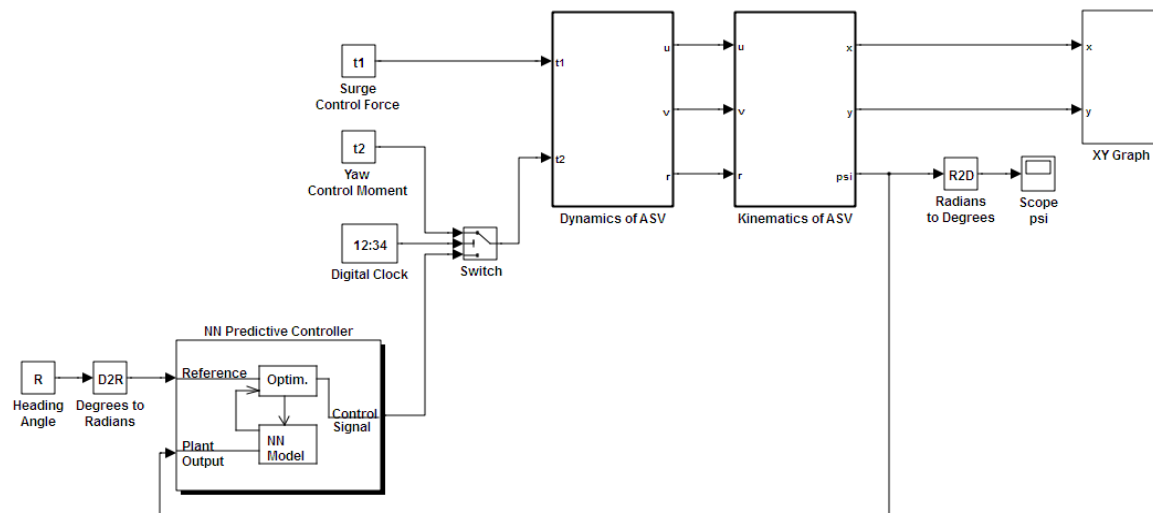 t1
Surge
Control Force
t2
Yaw
Control Moment
12:34
Digital Clock
Switch
t1
t2
u
v
r
Dynamics of ASV
u
v
r
x
y
psi
Kinematics of ASV
x
y
XY Graph
R2D
Radians
to Degrees
Scope
psi
NN Predictive Controller
R
Heading
Angle
D2R
Degrees to
Radians
Reference
Optim.
Control
Signal
Plant
Output
NN
Model